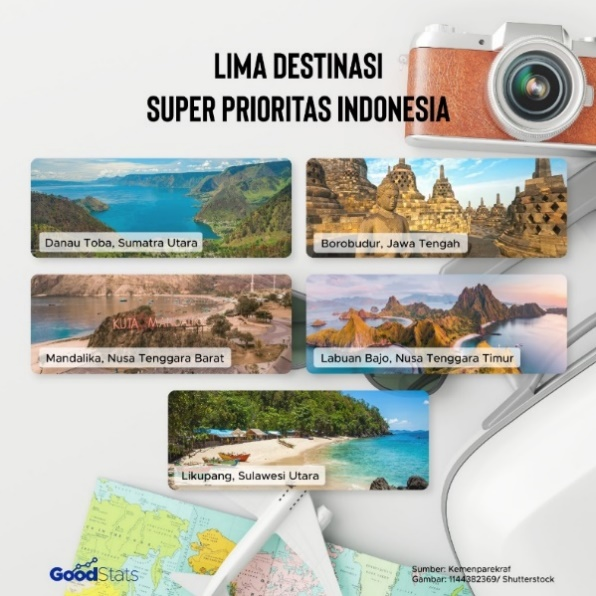 LIMA DESTINASI
SUPER PRIORITAS INDONESIA
Danau Toba, Sumatra Utara
Borobudur, Jawa Tengah
KUTA MANDALIKA
Mandalika, Nusa Tenggara Barat
Labuan Bajo, Nusa Tenggara Timur
Likupang, Sulawesi Utara
GoodStats
Sumber: Kemenparekraf
Gambar: 1144382369/ Shutterstock